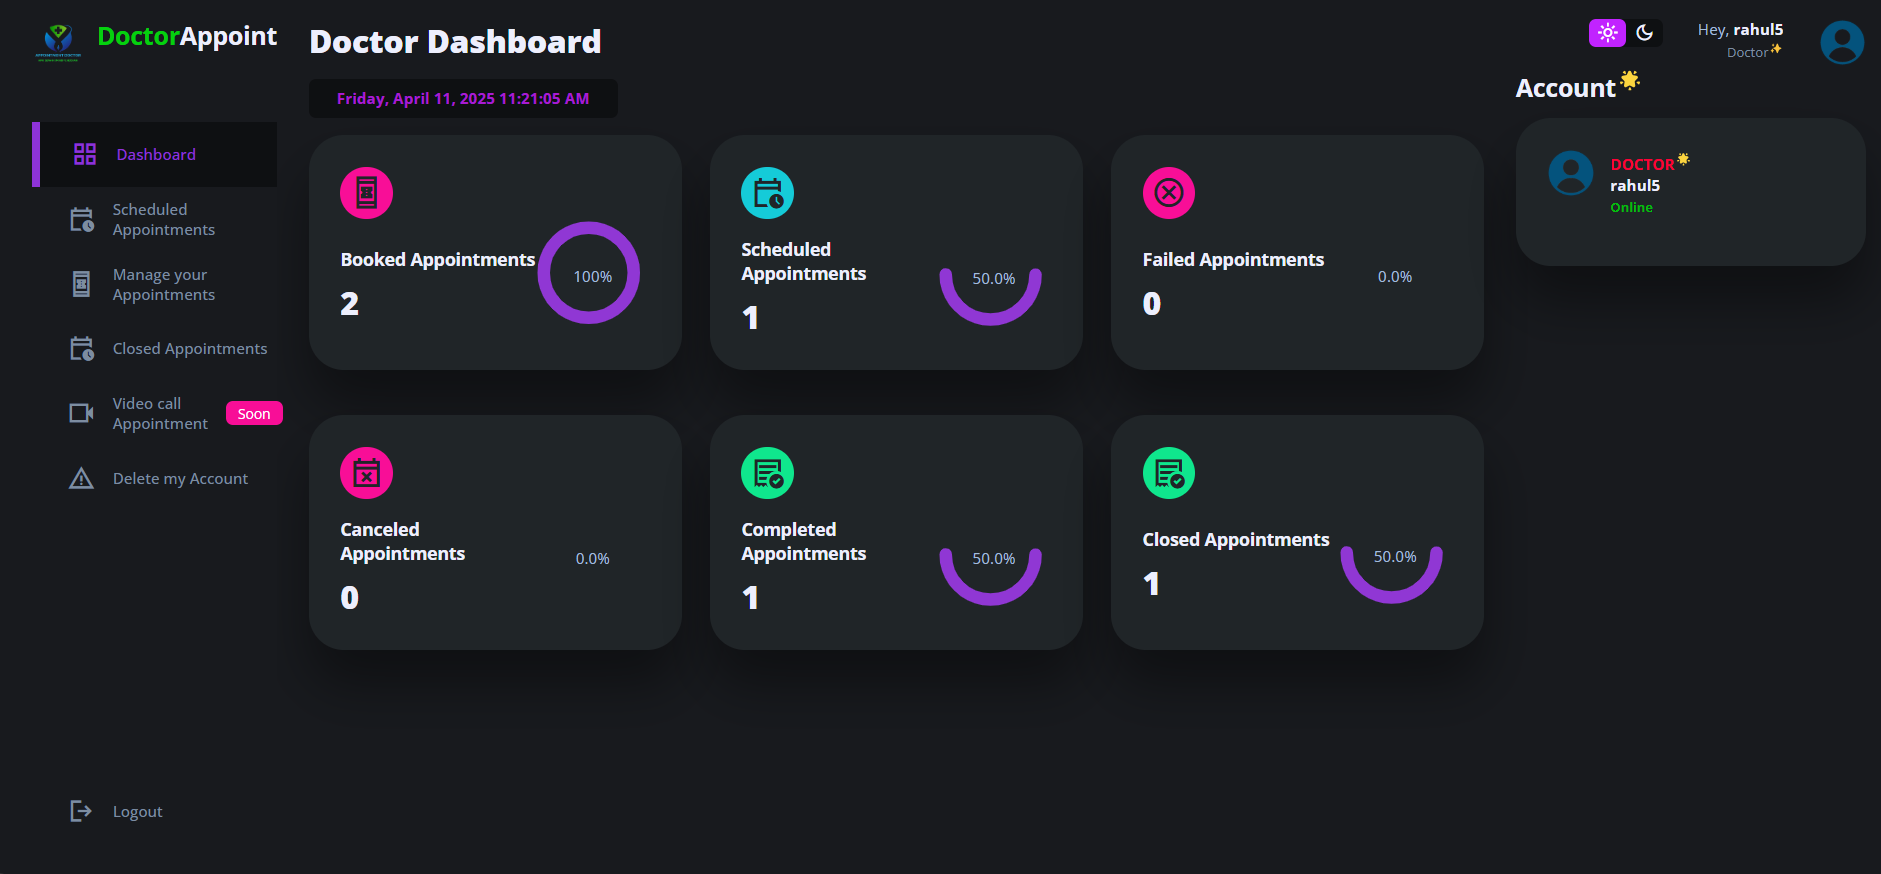 DoctorAppoint
Dashboard
Scheduled
Appointments
Manage your
Appointments
Closed Appointments
Video call
Appointment
Soon
Delete my Account
Logout
Doctor Dashboard
Friday, April 11, 2025 11:21:05 AM
Booked Appointments
2
100%
Scheduled
Appointments
1
50.0%
Failed Appointments
0
0.0%
Canceled
Appointments
0
0.0%
Completed
Appointments
1
50.0%
Closed Appointments
1
50.0%
Hey, rahul5
Doctor
Account
DOCTOR
rahul5
Online